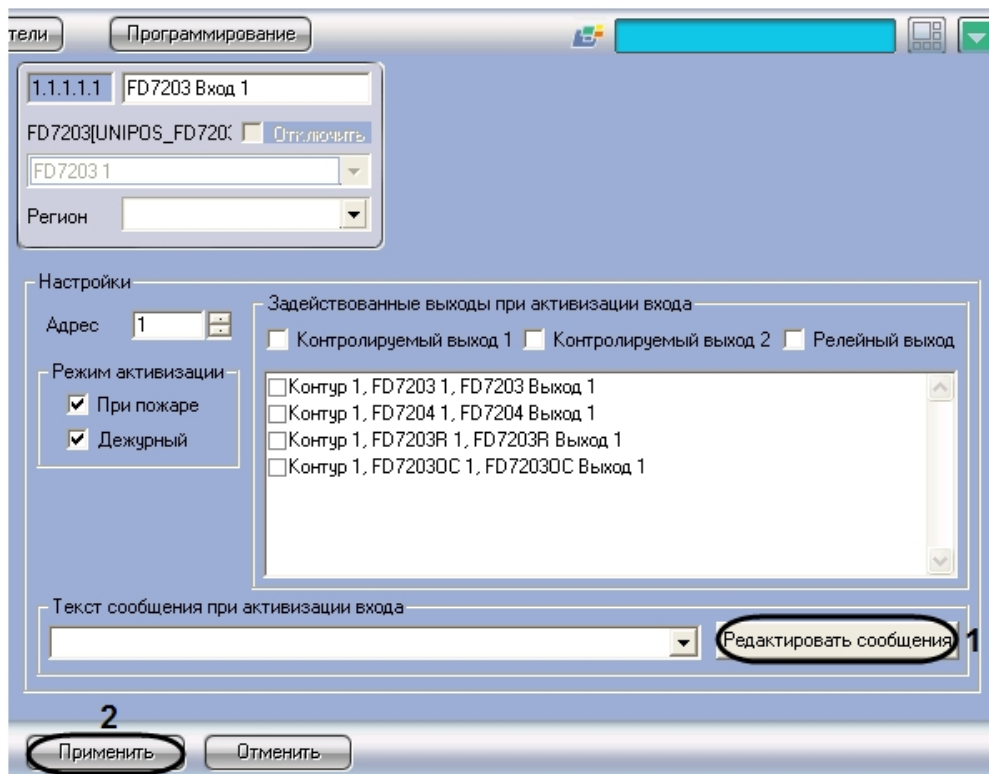 тели
Программирование
1.1.1.1.1 FD7203 Вход 1
FD7203[UNIPOS_FD720 Отключить
FD7203 1
Регион
Настройки
Адрес 1
Режим активизации
При пожаре
Дежурный
Задействованные выходы при активизации входа
Контролируемый выход 1 Контролируемый выход 2 Релейный выход
Контур 1, FD7203 1, FD7203 Выход 1
Контур 1, FD7204 1, FD7204 Выход 1
Контур 1, FD7203R 1, FD7203R Выход 1
Контур 1, FD7203OC 1, FD7203OC Выход 1
Текст сообщения при активизации входа
Редактировать сообщения 1
2
Применить Отменить